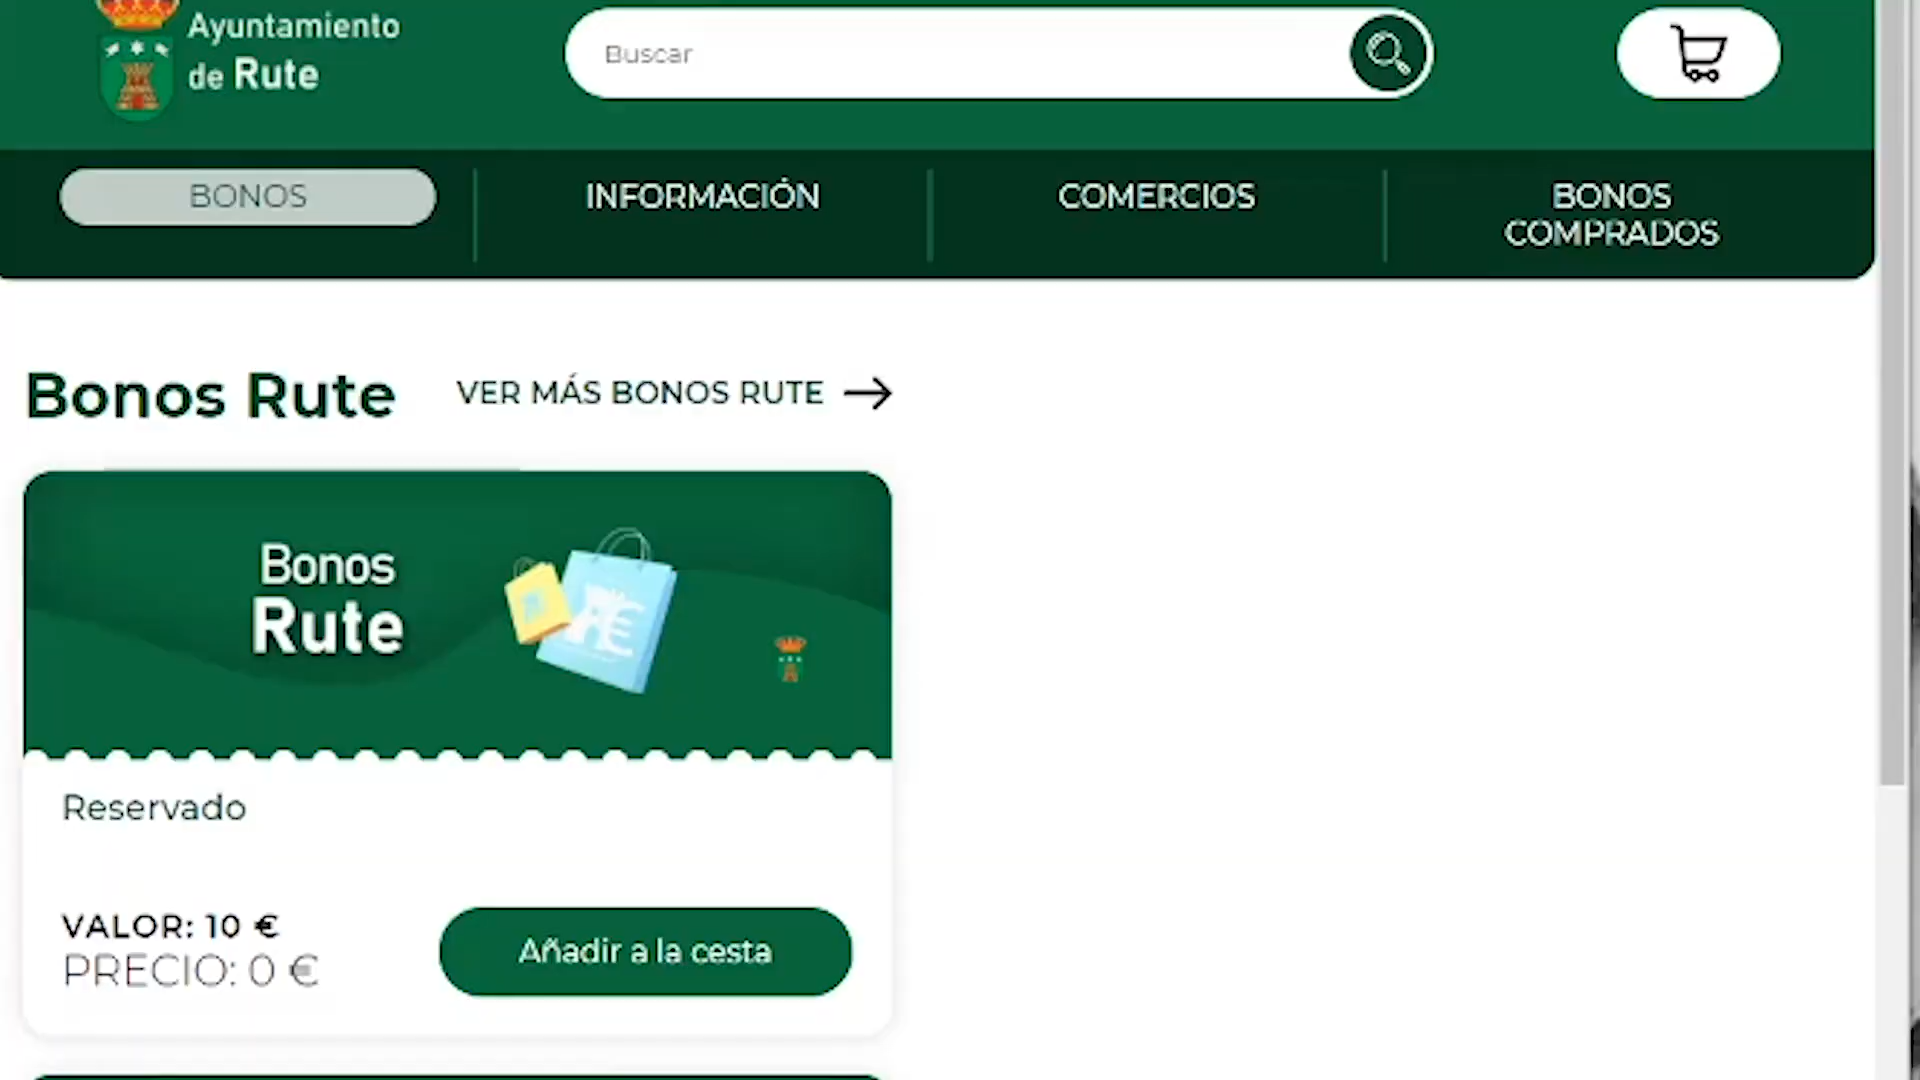 Ayuntamiento
de Rute
Buscar
BONOS
INFORMACIÓN
COMERCIOS
BONOS
COMPRADOS
Bonos Rute
VER MÁS BONOS RUTE
Bonos
Rute
Reservado
VALOR: 10 €
PRECIO: 0 €
Añadir a la cesta